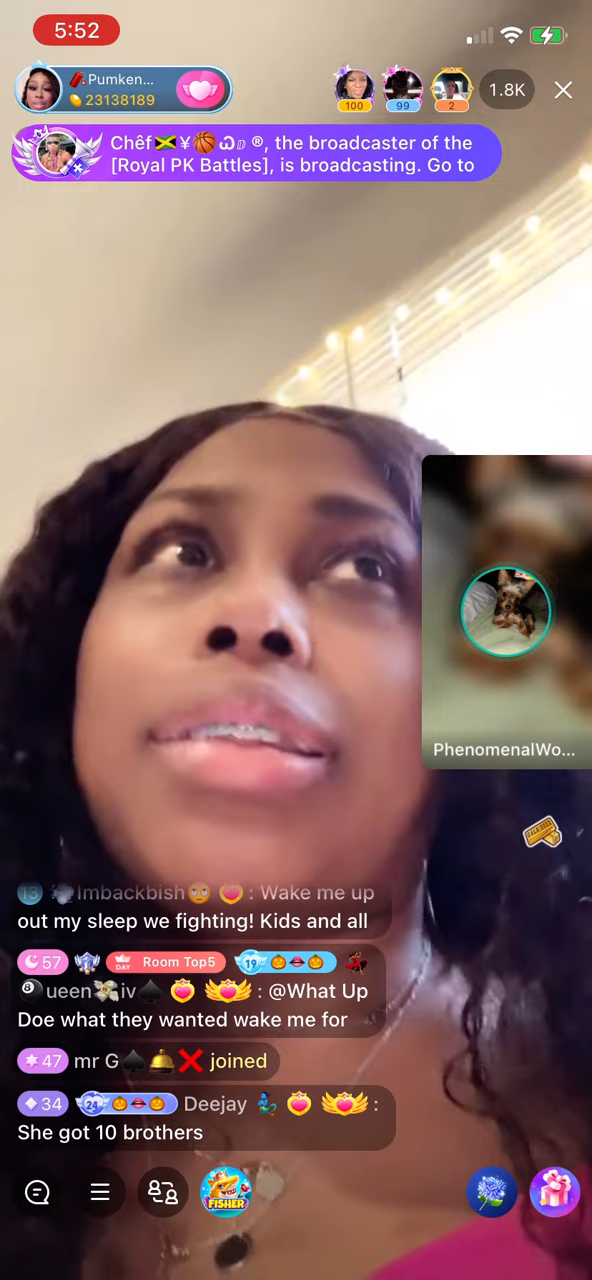 5:52
Pumken...
23138189
100
99
2
1.8K
Chêf🇯🇲¥🏀ᘯⅅ ®, the broadcaster of the
[Royal PK Battles], is broadcasting. Go to
PhenomenalWo...
13 Imbackbish🙄 : Wake me up
out my sleep we fighting! Kids and all
57 DAY Room Top5 19 🎃👄🎃 💃🏿
🎱ueen💸iv♠️ : @What Up
Doe what they wanted wake me for
47 mr G♠️🛎️❌ joined
34 24 🎃👄🎃 Deejay 🧞‍♂️ :
She got 10 brothers
FISHER